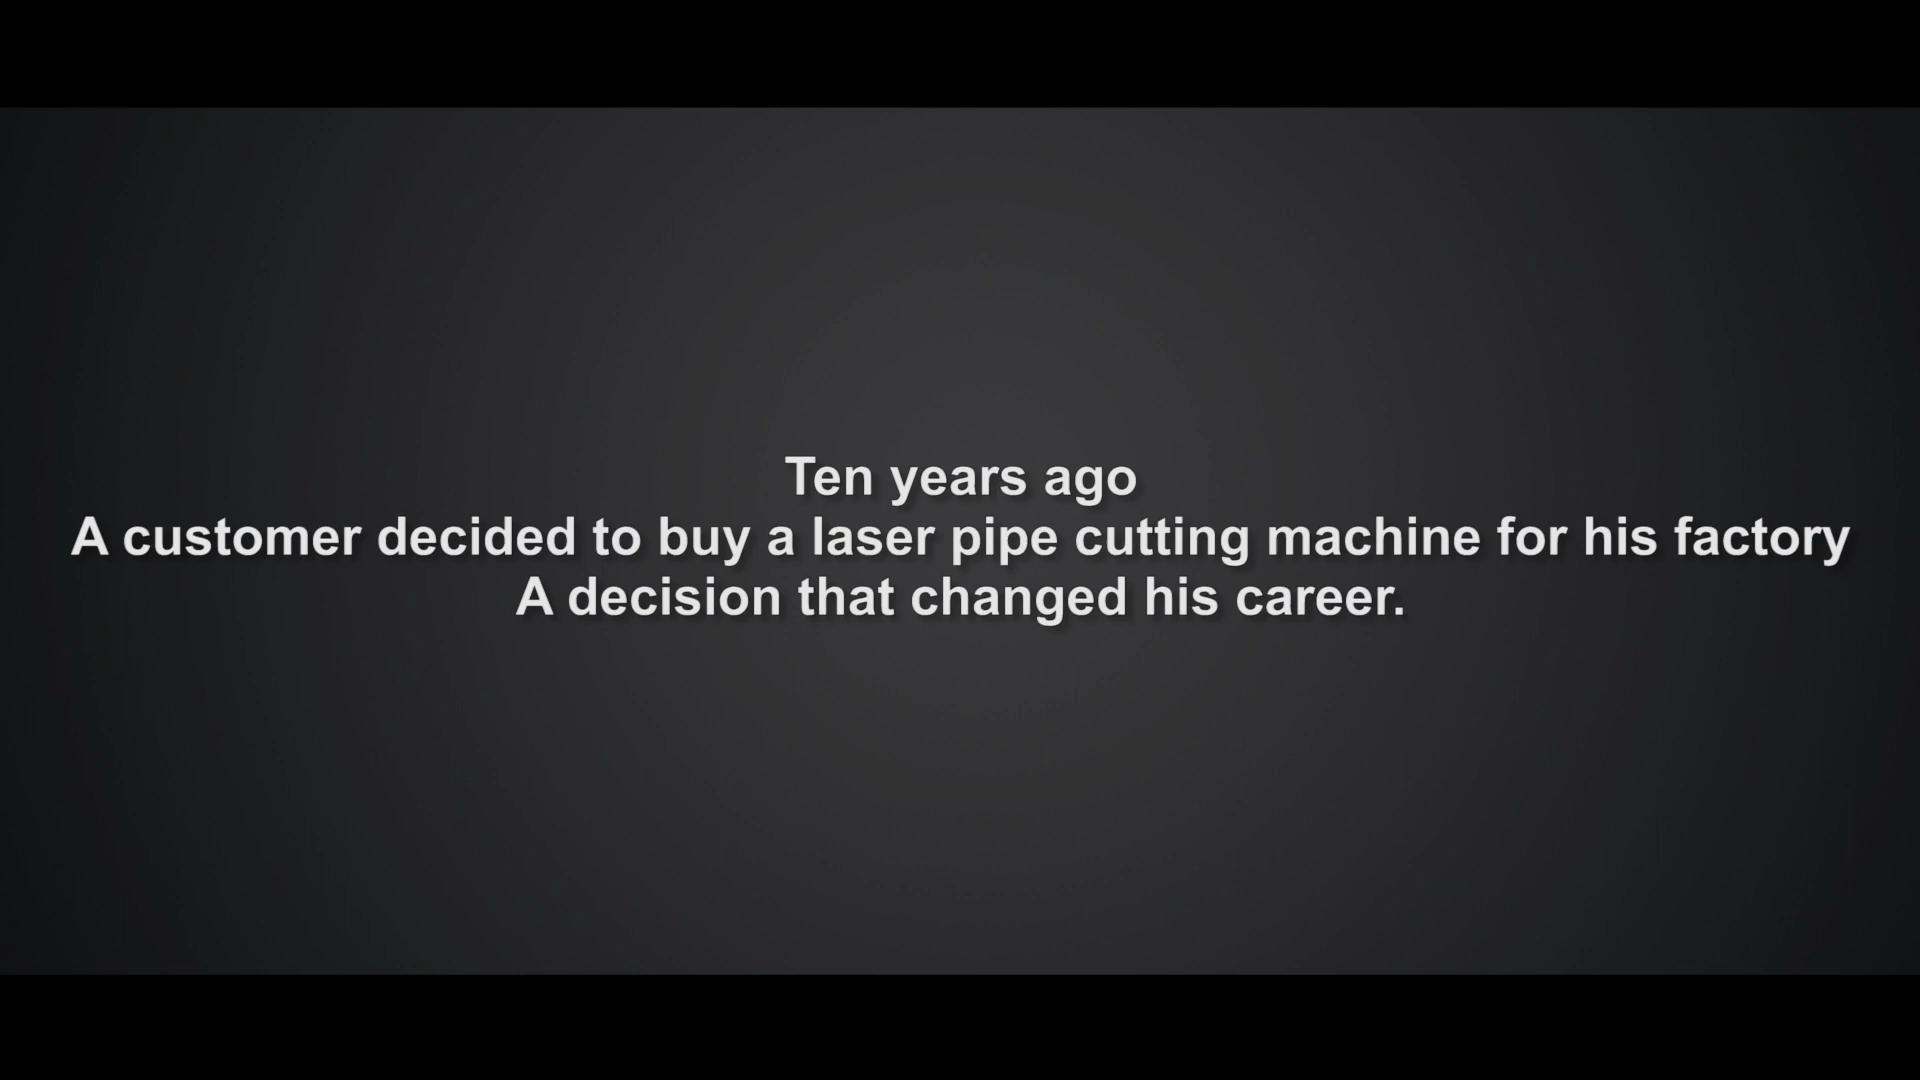 Ten years ago
A customer decided to buy a laser pipe cutting machine for his factory
A decision that changed his career.